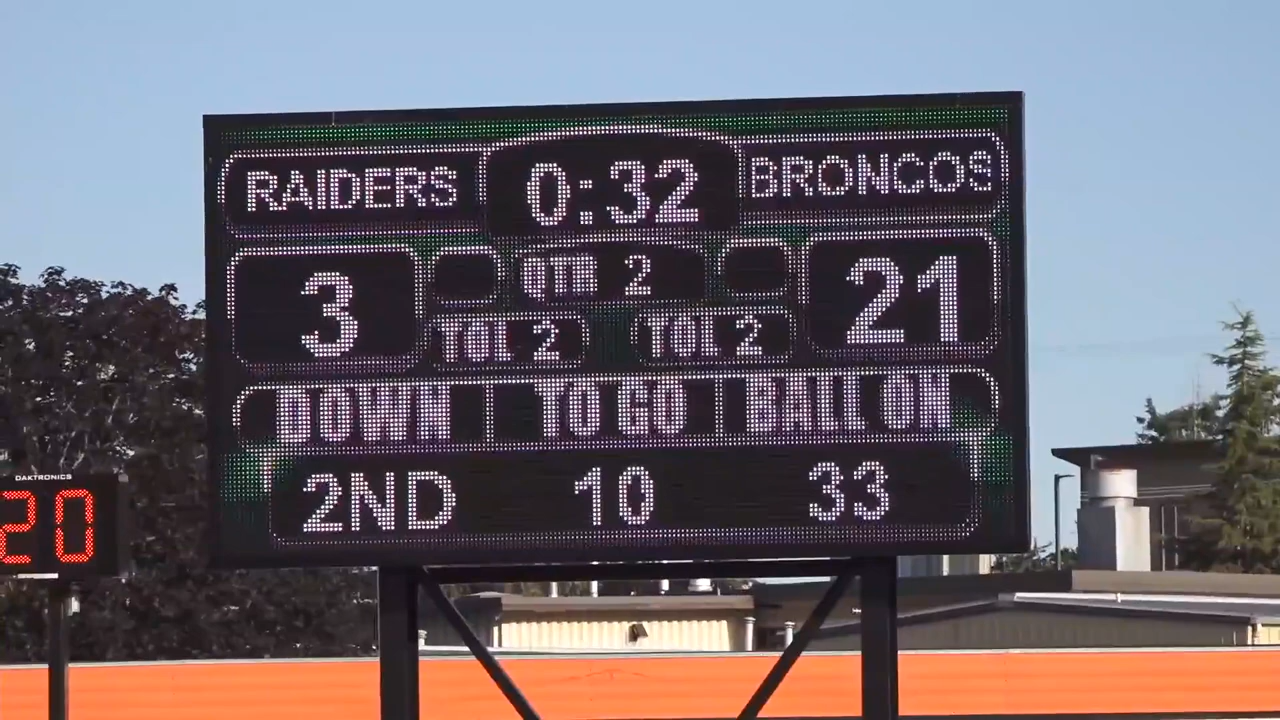 RAIDERS 0:32 BRONCOS
3 QTR 2 21
TOL 2 TOL 2
DOWN TO GO BALL ON
2ND 10 33
DAKTRONICS
20